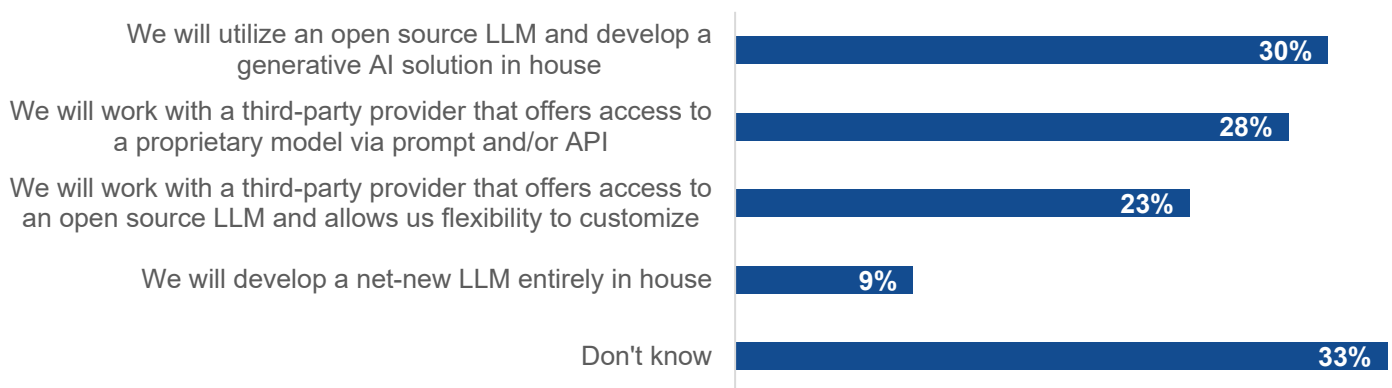 We will utilize an open source LLM and develop a
generative AI solution in house
30%
We will work with a third-party provider that offers access to
a proprietary model via prompt and/or API
28%
We will work with a third-party provider that offers access to
an open source LLM and allows us flexibility to customize
23%
We will develop a net-new LLM entirely in house
9%
Don't know
33%